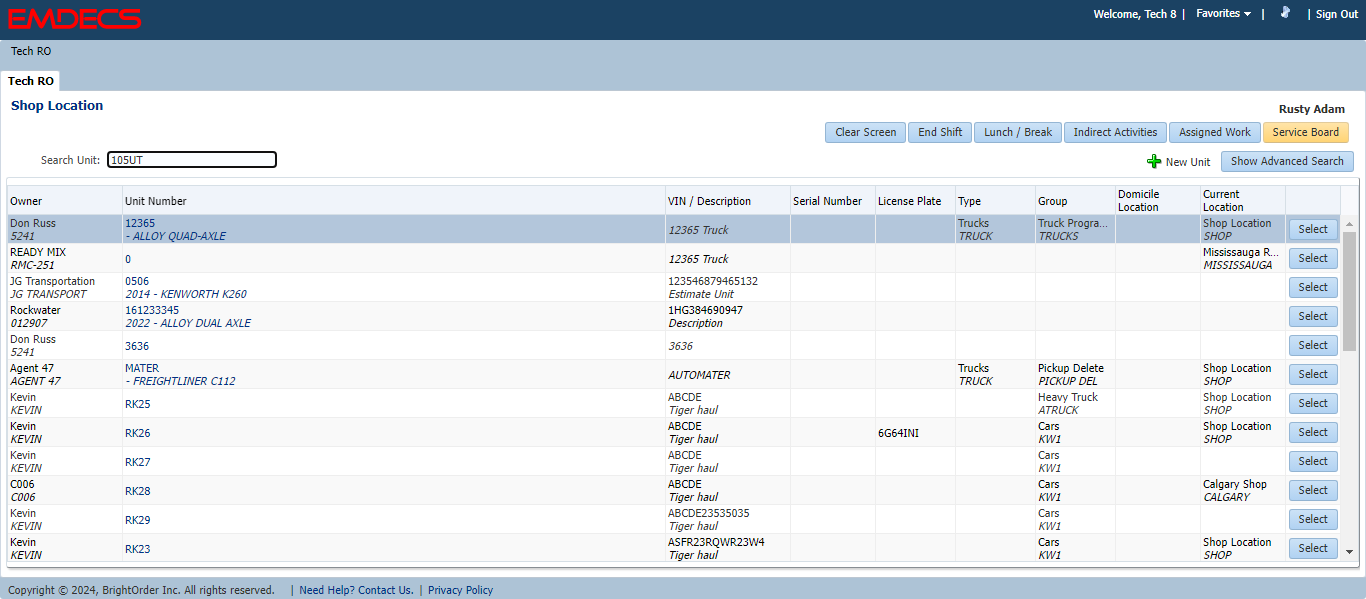 EMDECS
Welcome, Tech 8 | Favorites | | Sign Out
Tech RO
Tech RO
Shop Location
Rusty Adam
Clear Screen End Shift Lunch / Break Indirect Activities Assigned Work Service Board
Search Unit: 105UT New Unit Show Advanced Search
Owner Unit Number VIN / Description Serial Number License Plate Type Group Domicile Location Current Location
Don Russ 12365 Trucks Truck Progra... Shop Location
5241 - ALLOY QUAD-AXLE 12365 Truck TRUCK TRUCKS SHOP Select
READY MIX Mississauga R...
RMC-251 0 12365 Truck MISSISSAUGA Select
JG Transportation 0506 123546879465132
JG TRANSPORT 2014 - KENWORTH K260 Estimate Unit Select
Rockwater 161233345 1HG384690947
012907 2022 - ALLOY DUAL AXLE Description Select
Don Russ
5241 3636 3636 Select
Agent 47 MATER Trucks Pickup Delete Shop Location
AGENT 47 - FREIGHTLINER C112 AUTOMATER TRUCK PICKUP DEL SHOP Select
Kevin ABCDE Heavy Truck Shop Location
KEVIN RK25 Tiger haul ATRUCK SHOP Select
Kevin ABCDE Cars Shop Location
KEVIN RK26 Tiger haul 6G64INI KW1 SHOP Select
Kevin ABCDE Cars
KEVIN RK27 Tiger haul KW1 Select
C006 ABCDE Cars Calgary Shop
C006 RK28 Tiger haul KW1 CALGARY Select
Kevin ABCDE23535035 Cars
KEVIN RK29 Tiger haul KW1 Select
Kevin ASFR23RQWR23W4 Cars Shop Location
KEVIN RK23 Tiger haul KW1 SHOP Select
Copyright © 2024, BrightOrder Inc. All rights reserved. | Need Help? Contact Us. | Privacy Policy